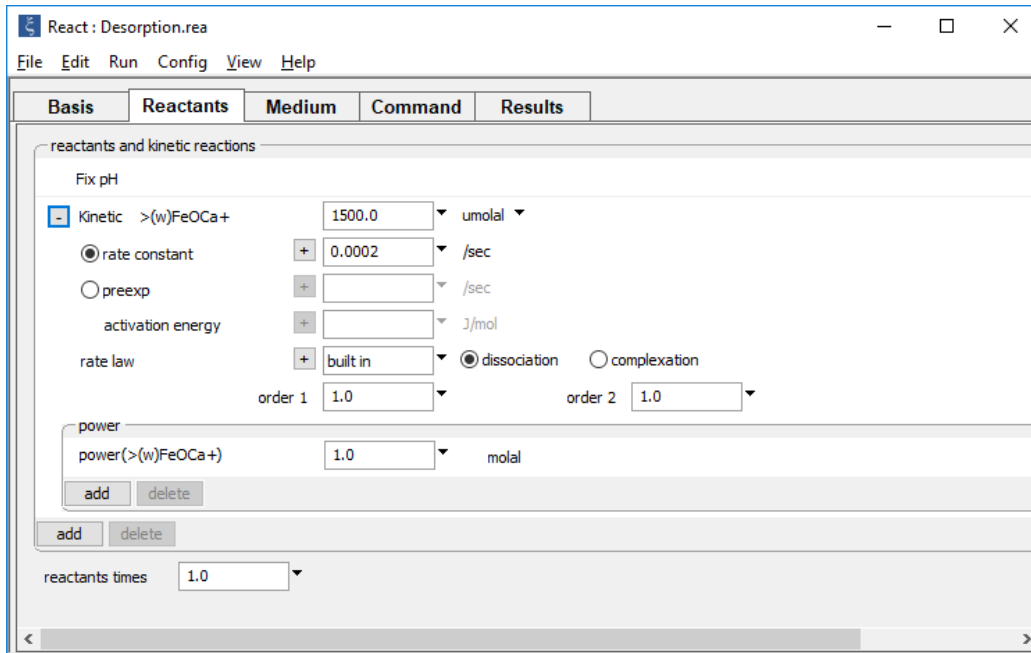 React : Desorption.rea
File Edit Run Config View Help
Basis Reactants Medium Command Results
reactants and kinetic reactions
Fix pH
- Kinetic >(w)FeOCa+ 1500.0 umolal
rate constant + 0.0002 /sec
preexp + /sec
activation energy + J/mol
rate law + built in dissociation complexation
order 1 1.0 order 2 1.0
power
power(>(w)FeOCa+) 1.0 molal
add delete
add delete
reactants times 1.0